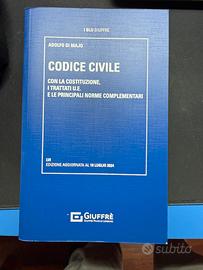 I BLU GIUFFRÈ
ADOLFO DI MAJO
CODICE CIVILE
CON LA COSTITUZIONE,
I TRATTATI U.E.
E LE PRINCIPALI NORME COMPLEMENTARI
EDIZIONE AGGIORNATA AL 10 LUGLIO 2024
GIUFFRÈ
subito